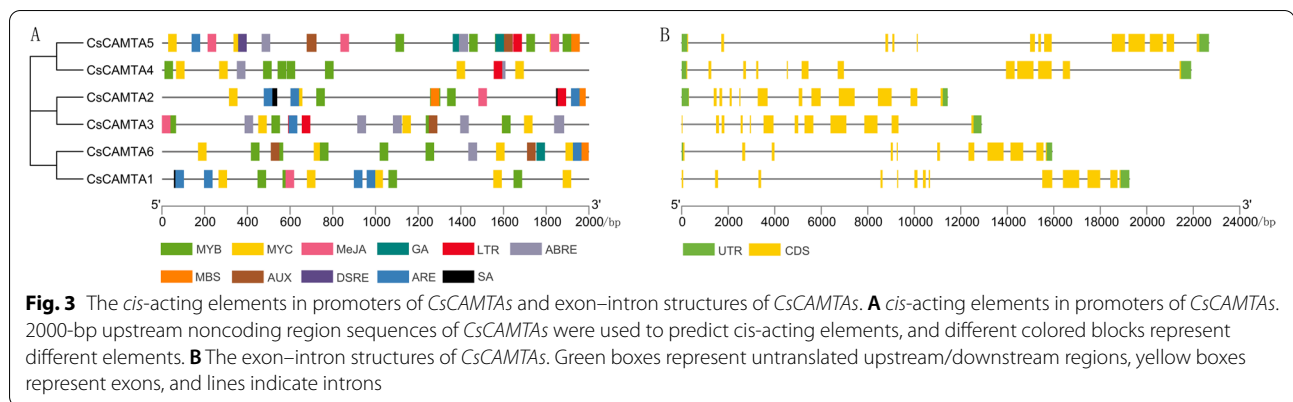 A
B
CsCAMTA5
CsCAMTA4
CsCAMTA2
CsCAMTA3
CsCAMTA6
CsCAMTA1
5' 3'
0 200 400 600 800 1000 1200 1400 1600 1800 2000/bp
5' 3'
0 2000 4000 6000 8000 10000 12000 14000 16000 18000 20000 22000 24000/bp
MYB MYC MeJA GA LTR ABRE
MBS AUX DSRE ARE SA
UTR CDS
Fig. 3 The cis-acting elements in promoters of CsCAMTAs and exon–intron structures of CsCAMTAs. A cis-acting elements in promoters of CsCAMTAs.
2000-bp upstream noncoding region sequences of CsCAMTAs were used to predict cis-acting elements, and different colored blocks represent
different elements. B The exon–intron structures of CsCAMTAs. Green boxes represent untranslated upstream/downstream regions, yellow boxes
represent exons, and lines indicate introns